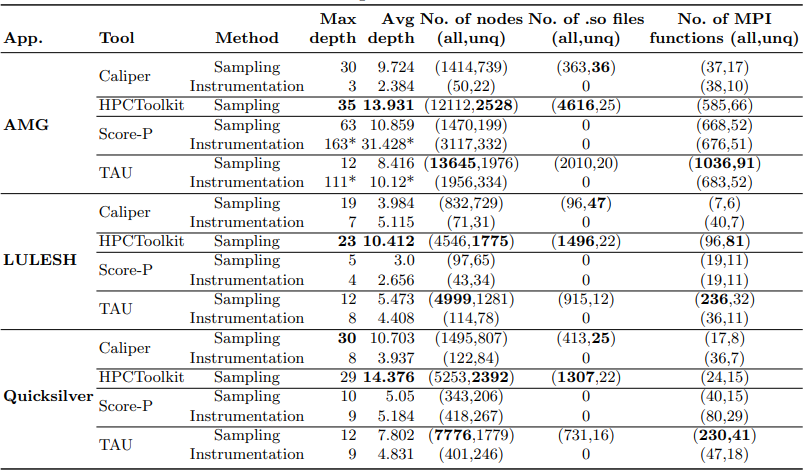 Max Avg No. of nodes No. of .so files No. of MPI
App. Tool Method depth depth (all,unq) (all,unq) functions (all,unq)
AMG
Caliper
Sampling 30 9.724 (1414,739) (363,36) (37,17)
Instrumentation 3 2.384 (50,22) 0 (38,10)
HPCToolkit Sampling 35 13.931 (12112,2528) (4616,25) (585,66)
Score-P
Sampling 63 10.859 (1470,199) 0 (668,52)
Instrumentation 163* 31.428* (3117,332) 0 (676,51)
TAU
Sampling 12 8.416 (13645,1976) (2010,20) (1036,91)
Instrumentation 111* 10.12* (1956,334) 0 (683,52)
LULESH
Caliper
Sampling 19 3.984 (832,729) (96,47) (7,6)
Instrumentation 7 5.115 (71,31) 0 (40,7)
HPCToolkit Sampling 23 10.412 (4546,1775) (1496,22) (96,81)
Score-P
Sampling 5 3.0 (97,65) 0 (19,11)
Instrumentation 4 2.656 (43,34) 0 (19,11)
TAU
Sampling 12 5.473 (4999,1281) (915,12) (236,32)
Instrumentation 8 4.408 (114,78) 0 (36,11)
Quicksilver
Caliper
Sampling 30 10.703 (1495,807) (413,25) (17,8)
Instrumentation 8 3.937 (122,84) 0 (36,7)
HPCToolkit Sampling 29 14.376 (5253,2392) (1307,22) (24,15)
Score-P
Sampling 10 5.05 (343,206) 0 (40,15)
Instrumentation 9 5.184 (418,267) 0 (80,29)
TAU
Sampling 12 7.802 (7776,1779) (731,16) (230,41)
Instrumentation 9 4.831 (401,246) 0 (47,18)